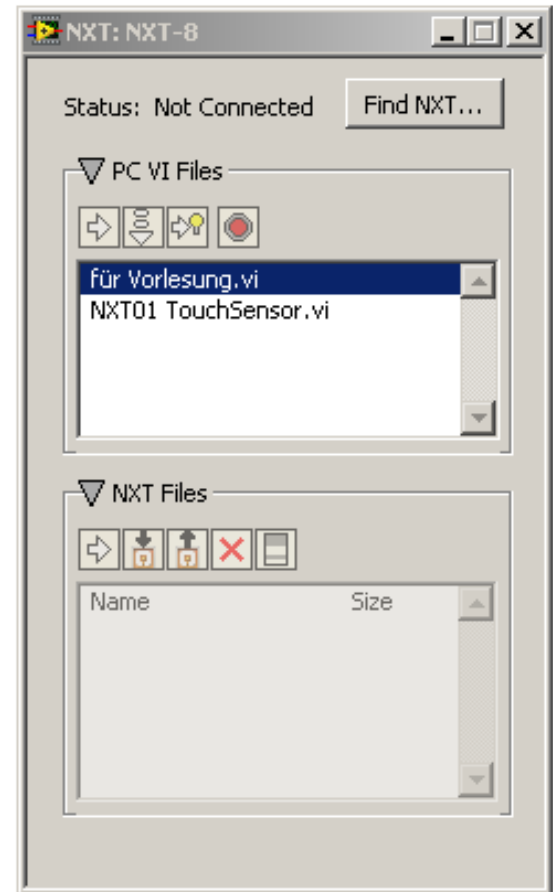 NXT: NXT-8
Status: Not Connected Find NXT...
PC VI Files
für Vorlesung.vi
NXT01 TouchSensor.vi
NXT Files
Name Size